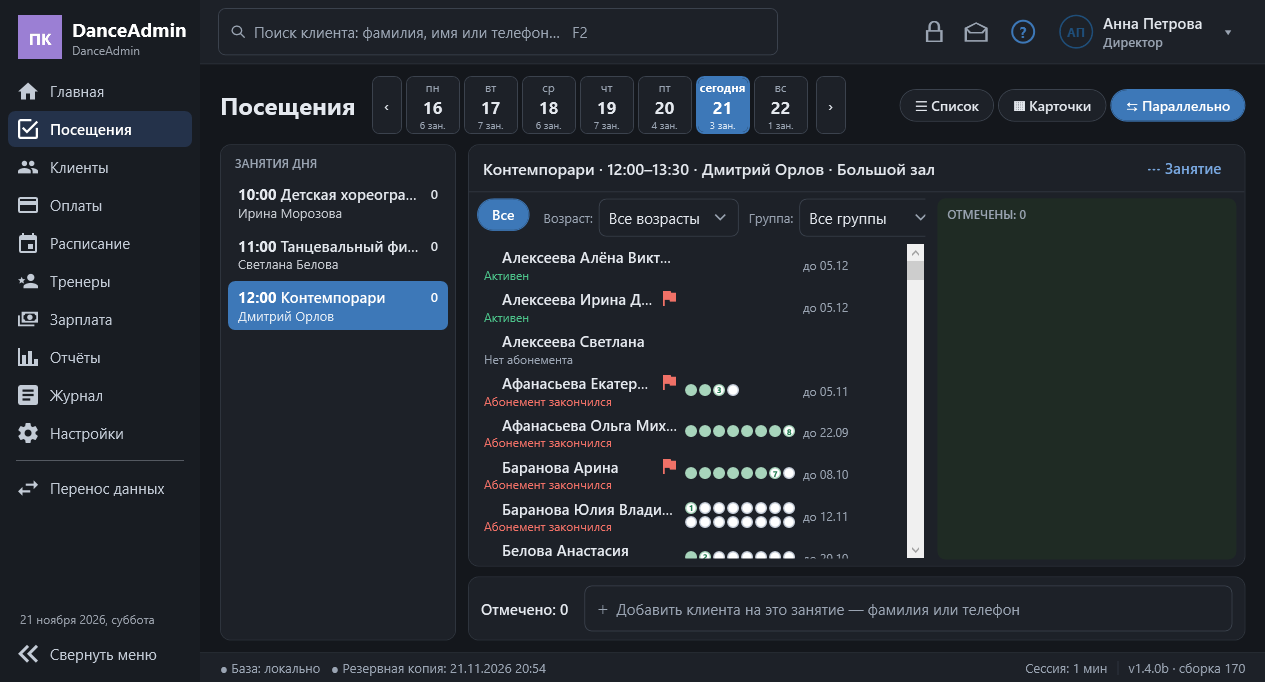 ПК
DanceAdmin
DanceAdmin
Главная
Посещения
Клиенты
Оплаты
Расписание
Тренеры
Зарплата
Отчёты
Журнал
Настройки
Перенос данных
21 ноября 2026, суббота
Свернуть меню
Поиск клиента: фамилия, имя или телефон... F2
?
АП
Анна Петрова
Директор
Посещения
‹
пн
16
6 зан.
вт
17
7 зан.
ср
18
6 зан.
чт
19
7 зан.
пт
20
4 зан.
сегодня
21
3 зан.
вс
22
1 зан.
›
Список
Карточки
Параллельно
ЗАНЯТИЯ ДНЯ
10:00 Детская хореогра... 0
Ирина Морозова
11:00 Танцевальный фи... 0
Светлана Белова
12:00 Контемпорари 0
Дмитрий Орлов
Контемпорари · 12:00–13:30 · Дмитрий Орлов · Большой зал
··· Занятие
Все
Возраст: Все возрасты
Группа: Все группы
Алексеева Алёна Викт...
Активен
до 05.12
Алексеева Ирина Д...
Активен
до 05.12
Алексеева Светлана
Нет абонемента
Афанасьева Екатер... 3
Абонемент закончился
до 05.11
Афанасьева Ольга Мих... 8
Абонемент закончился
до 22.09
Баранова Арина 7
Абонемент закончился
до 08.10
Баранова Юлия Влади... 1
Абонемент закончился
до 12.11
Белова Анастасия 2
до 29.10
ОТМЕЧЕНЫ: 0
Отмечено: 0
+ Добавить клиента на это занятие — фамилия или телефон
● База: локально ● Резервная копия: 21.11.2026 20:54
Сессия: 1 мин
v1.4.0b · сборка 170